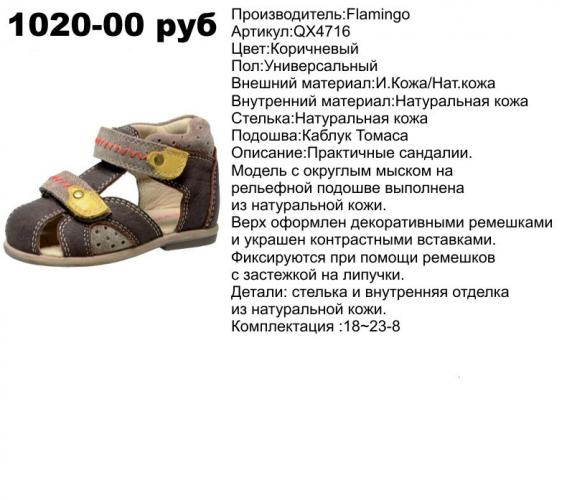 1020-00 руб
Производитель:Flamingo
Артикул:QX4716
Цвет:Коричневый
Пол:Универсальный
Внешний материал:И.Кожа/Нат.кожа
Внутренний материал:Натуральная кожа
Стелька:Натуральная кожа
Подошва:Каблук Томаса
Описание:Практичные сандалии.
Модель с округлым мыском на
рельефной подошве выполнена
из натуральной кожи.
Верх оформлен декоративными ремешками
и украшен контрастными вставками.
Фиксируются при помощи ремешков
с застежкой на липучки.
Детали: стелька и внутренняя отделка
из натуральной кожи.
Комплектация :18~23-8